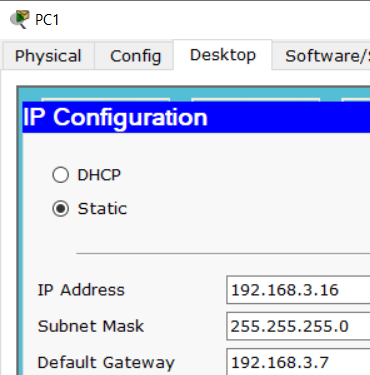 PC1
Physical Config Desktop Software/
IP Configuration
DHCP
Static
IP Address 192.168.3.16
Subnet Mask 255.255.255.0
Default Gateway 192.168.3.7